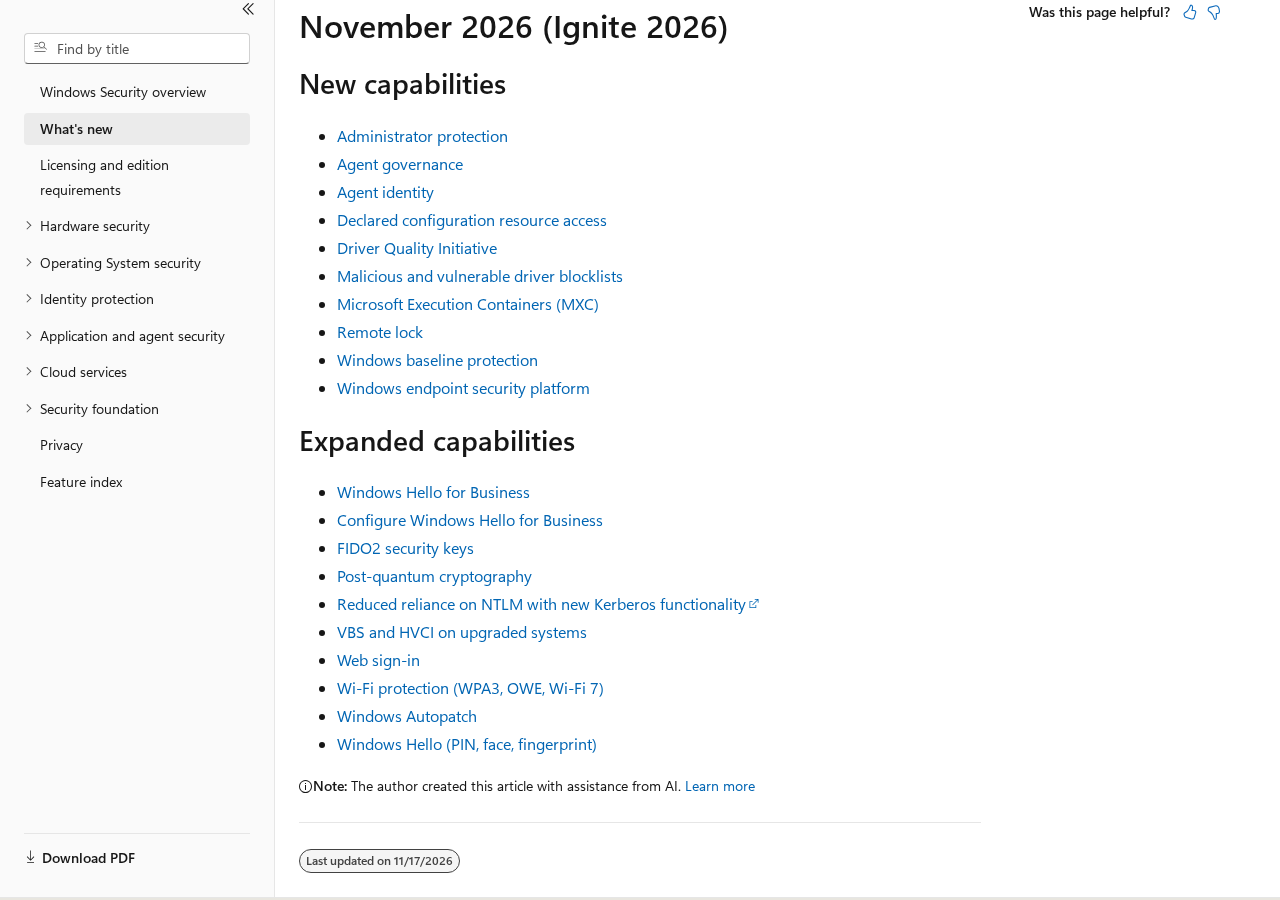 Find by title
Windows Security overview
What's new
Licensing and edition
requirements
Hardware security
Operating System security
Identity protection
Application and agent security
Cloud services
Security foundation
Privacy
Feature index
Download PDF
November 2026 (Ignite 2026)
New capabilities
Administrator protection
Agent governance
Agent identity
Declared configuration resource access
Driver Quality Initiative
Malicious and vulnerable driver blocklists
Microsoft Execution Containers (MXC)
Remote lock
Windows baseline protection
Windows endpoint security platform
Expanded capabilities
Windows Hello for Business
Configure Windows Hello for Business
FIDO2 security keys
Post-quantum cryptography
Reduced reliance on NTLM with new Kerberos functionality
VBS and HVCI on upgraded systems
Web sign-in
Wi-Fi protection (WPA3, OWE, Wi-Fi 7)
Windows Autopatch
Windows Hello (PIN, face, fingerprint)
Note: The author created this article with assistance from AI. Learn more
Last updated on 11/17/2026
Was this page helpful?